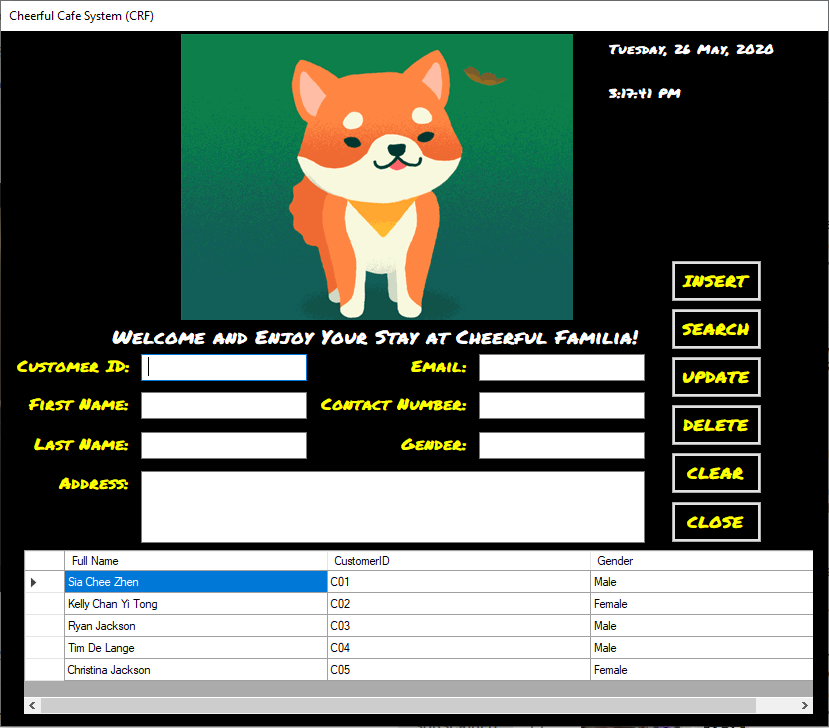 Cheerful Cafe System (CRF)
Tuesday, 26 May, 2020
3:17:41 PM
INSERT
Welcome and Enjoy Your Stay at Cheerful Familia!
SEARCH
Customer ID: Email:
UPDATE
First Name: Contact Number:
DELETE
Last Name: Gender:
CLEAR
Address:
CLOSE
Full Name CustomerID Gender
Sia Chee Zhen C01 Male
Kelly Chan Yi Tong C02 Female
Ryan Jackson C03 Male
Tim De Lange C04 Male
Christina Jackson C05 Female